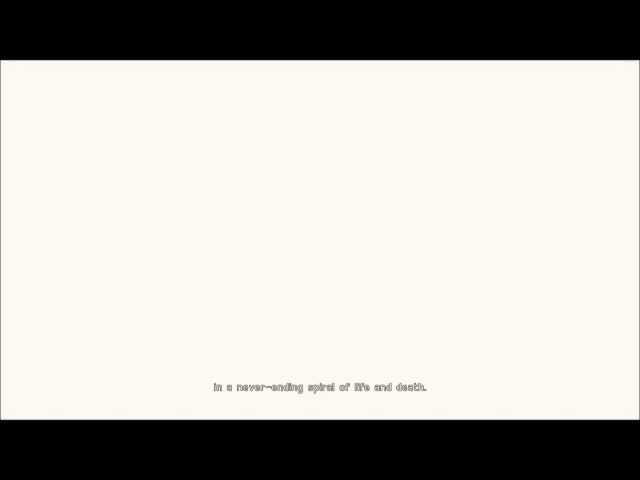 in a never-ending spiral of life and death.